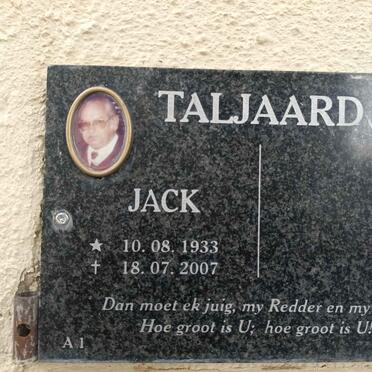 TALJAARD
JACK
★ 10. 08. 1933
✝ 18. 07. 2007
Dan moet ek juig, my Redder en my
Hoe groot is U; hoe groot is U!
A 1